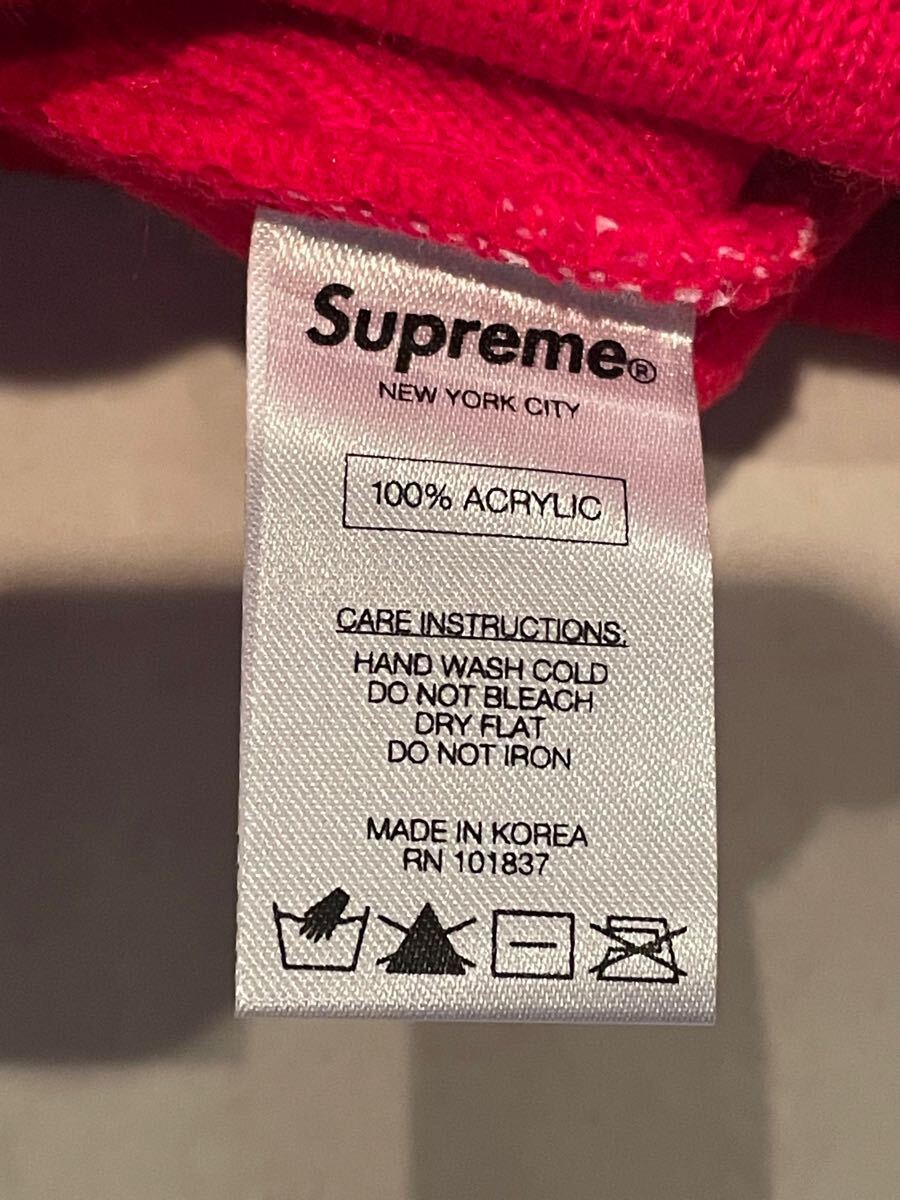 Supreme®
NEW YORK CITY
100% ACRYLIC
CARE INSTRUCTIONS:
HAND WASH COLD
DO NOT BLEACH
DRY FLAT
DO NOT IRON
MADE IN KOREA
RN 101837